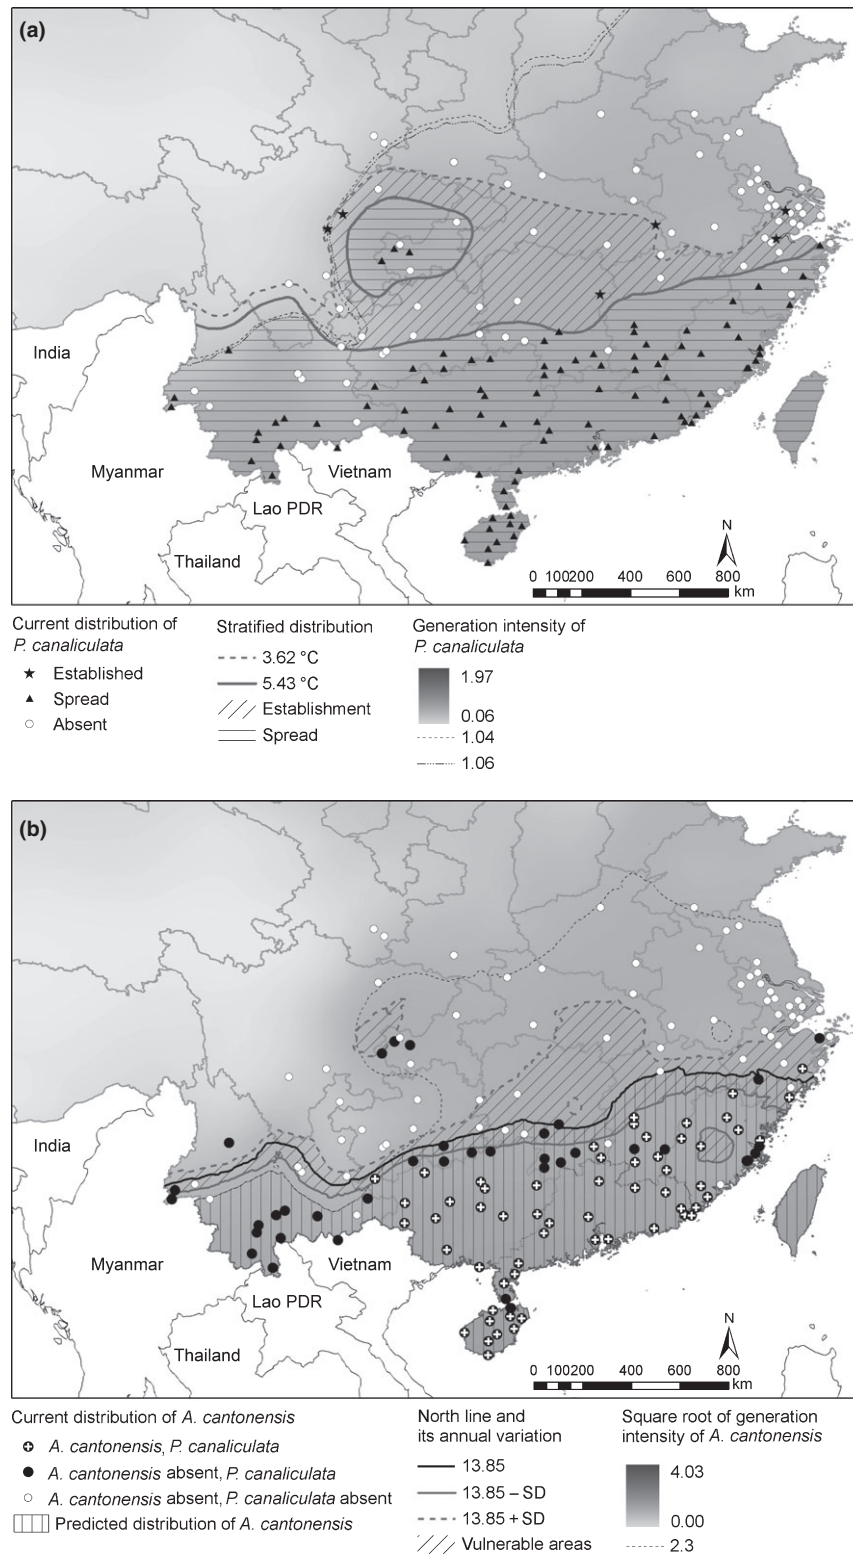 (a)
India
Myanmar
Vietnam
Lao PDR
Thailand
N
0 100200 400 600 800
km
Current distribution of
P. canaliculata
Established
Spread
Absent
Stratified distribution
3.62 °C
5.43 °C
Establishment
Spread
Generation intensity of
P. canaliculata
1.97
0.06
1.04
1.06
(b)
India
Myanmar
Vietnam
Lao PDR
Thailand
N
0 100200 400 600 800
km
Current distribution of A. cantonensis
A. cantonensis, P. canaliculata
A. cantonensis absent, P. canaliculata
A. cantonensis absent, P. canaliculata absent
Predicted distribution of A. cantonensis
North line and
its annual variation
13.85
13.85 – SD
13.85 + SD
Vulnerable areas
Square root of generation
intensity of A. cantonensis
4.03
0.00
2.3